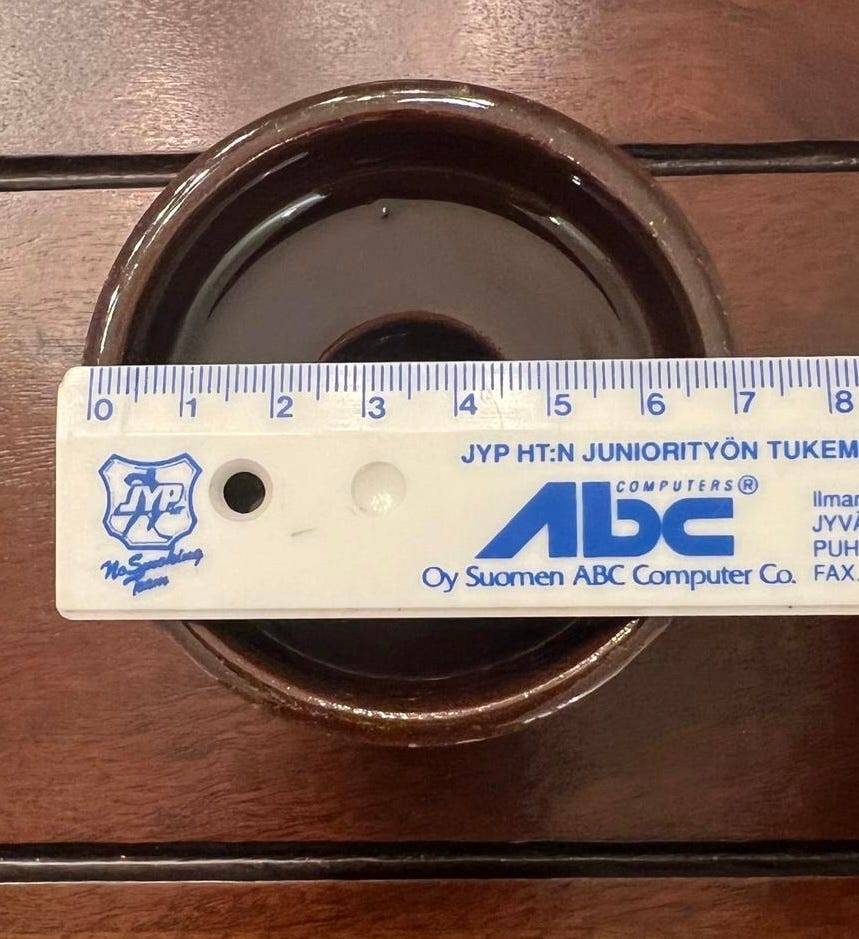 0 1 2 3 4 5 6 7 8
JYP HT:N JUNIORITYÖN TUKEM
JYP HT
No Smoking
Team
COMPUTERS®
Abc
Oy Suomen ABC Computer Co.
Ilmar
JYVÄ
PUH
FAX.